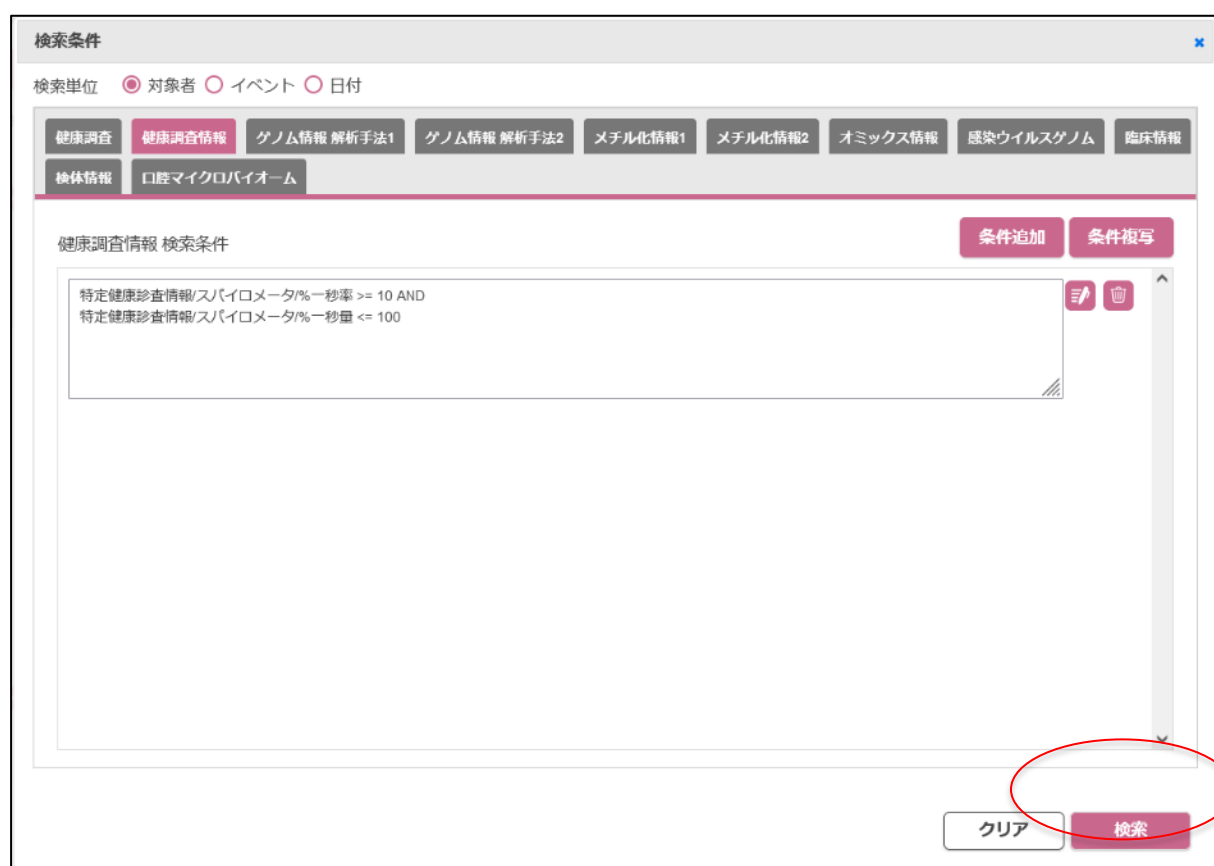 検索条件
検索単位 対象者 イベント 日付
健康調査 健康調査情報 ゲノム情報 解析手法1 ゲノム情報 解析手法2 メチル化情報1 メチル化情報2 オミックス情報 感染ウイルスゲノム 臨床情報
検体情報 口腔マイクロバイオーム
健康調査情報 検索条件 条件追加 条件複写
特定健康診査情報/スパイロメータ/%一秒率 >= 10 AND
特定健康診査情報/スパイロメータ/%一秒量 <= 100
クリア 検索